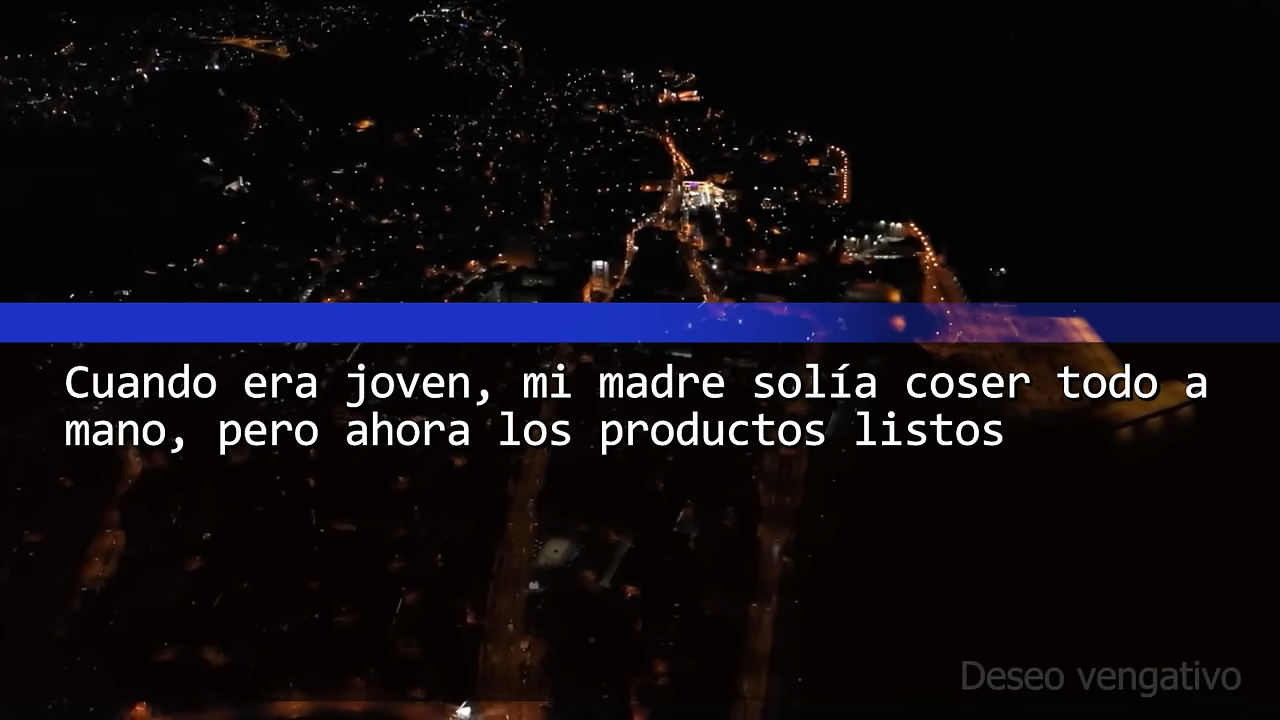 Cuando era joven, mi madre solía coser todo a
mano, pero ahora los productos listos
Deseo vengativo